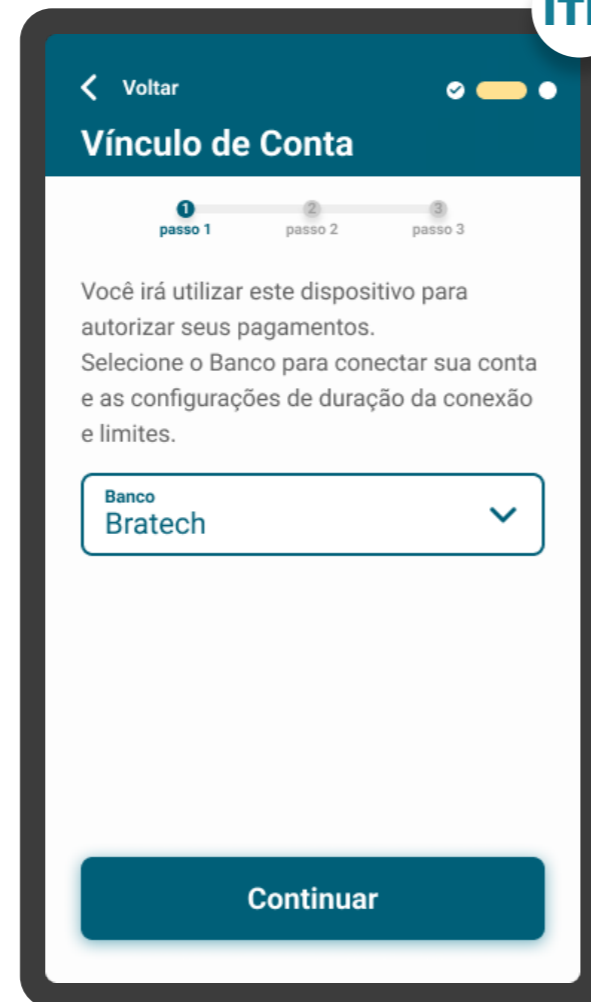 Voltar
Vínculo de Conta
1
2
3
passo 1
passo 2
passo 3
Você irá utilizar este dispositivo para
autorizar seus pagamentos.
Selecione o Banco para conectar sua conta
e as configurações de duração da conexão
e limites.
Banco
Bratech
Continuar